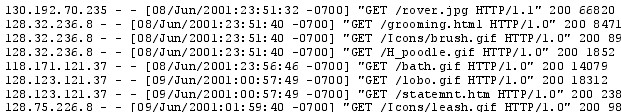 130.192.70.235 - - [08/Jun/2001:23:51:32 -0700] "GET /rover.jpg HTTP/1.1" 200 66820
128.32.236.8 - - [08/Jun/2001:23:51:40 -0700] "GET /grooming.html HTTP/1.0" 200 8471
128.32.236.8 - - [08/Jun/2001:23:51:40 -0700] "GET /Icons/brush.gif HTTP/1.0" 200 89
128.32.236.8 - - [08/Jun/2001:23:51:40 -0700] "GET /H_poodle.gif HTTP/1.0" 200 1852
118.171.121.37 - - [08/Jun/2001:23:56:46 -0700] "GET /bath.gif HTTP/1.0" 200 14079
128.123.121.37 - - [09/Jun/2001:00:57:49 -0700] "GET /lobo.gif HTTP/1.0" 200 18312
128.123.121.37 - - [09/Jun/2001:00:57:49 -0700] "GET /statemnt.htm HTTP/1.0" 200 238
128.75.226.8 - - [09/Jun/2001:01:59:40 -0700] "GET /Icons/leash.gif HTTP/1.0" 200 98